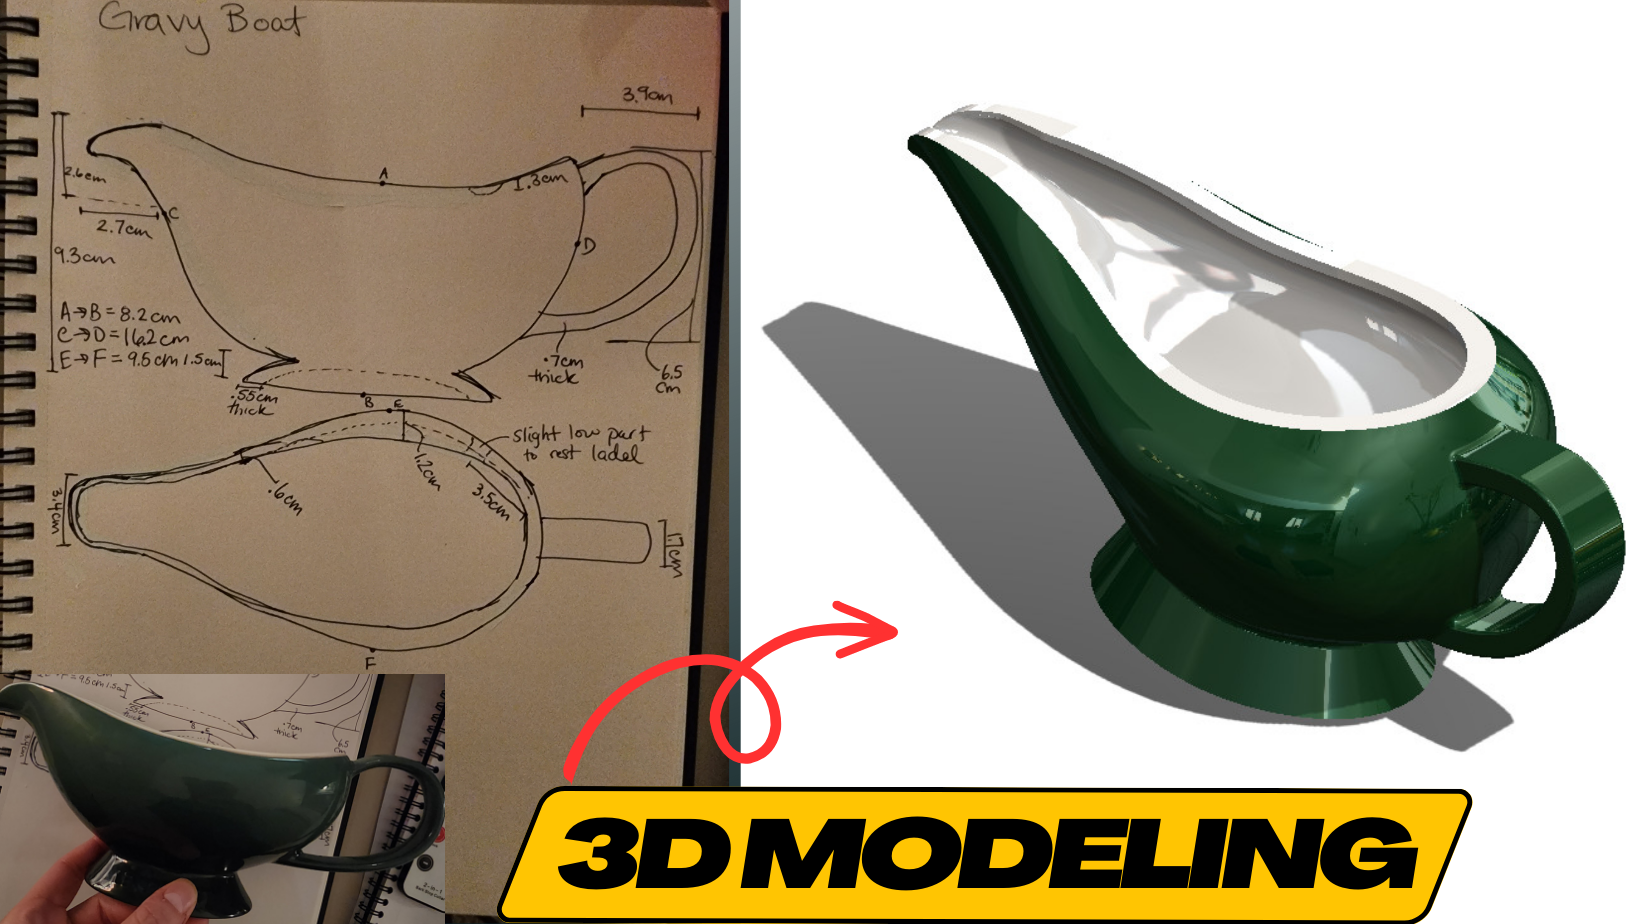 Gravy Boat
3.9cm
A
1.3cm
2.6cm
C
2.7cm
D
9.3cm
A→B = 8.2cm
C→D = 16.2cm
E→F = 9.5cm
1.5cm
.7cm
thick
6.5
cm
.55cm
thick
B
E
slight low part
to rest ladel
1.2cm
3.4cm
.6cm
3.5cm
1.7cm
F
3D MODELING